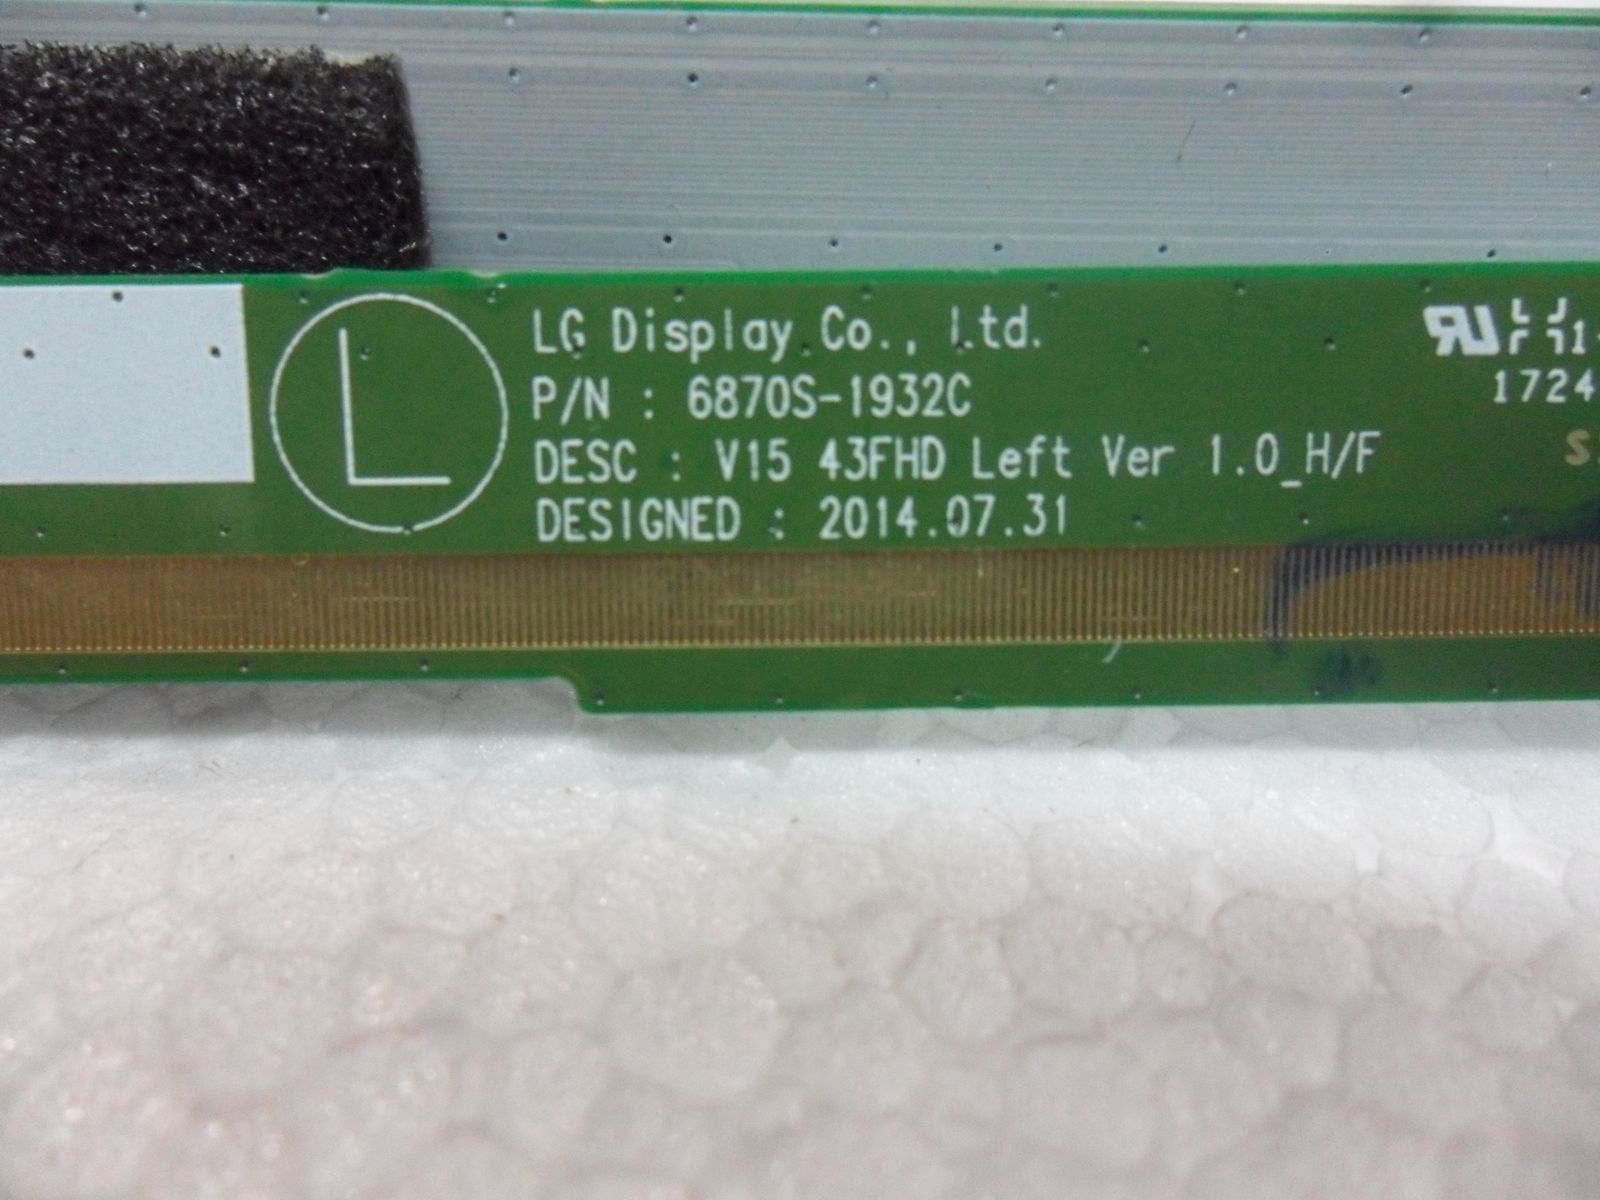 L
LG Display Co., Ltd.
P/N : 6870S-1932C
DESC : V15 43FHD Left Ver 1.0_H/F
DESIGNED : 2014.07.31
1724
S